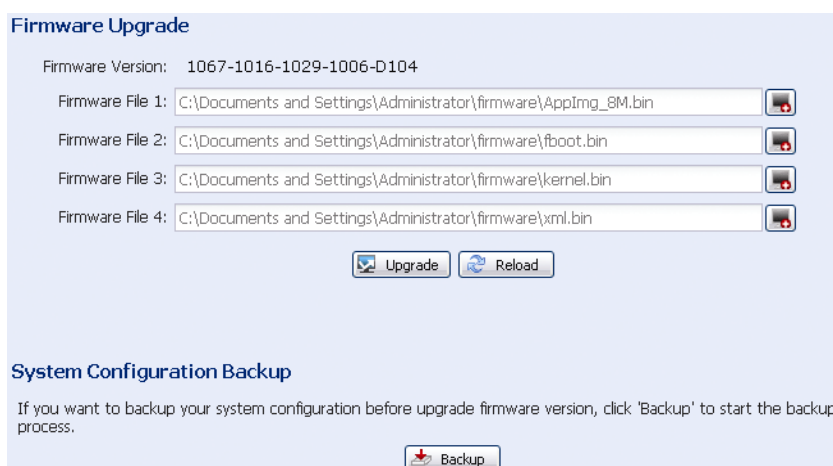 Firmware Upgrade
Firmware Version: 1067-1016-1029-1006-D104
Firmware File 1: C:\Documents and Settings\Administrator\firmware\AppImg_8M.bin
Firmware File 2: C:\Documents and Settings\Administrator\firmware\fboot.bin
Firmware File 3: C:\Documents and Settings\Administrator\firmware\kernel.bin
Firmware File 4: C:\Documents and Settings\Administrator\firmware\xml.bin
Upgrade Reload
System Configuration Backup
If you want to backup your system configuration before upgrade firmware version, click 'Backup' to start the backup
process.
Backup